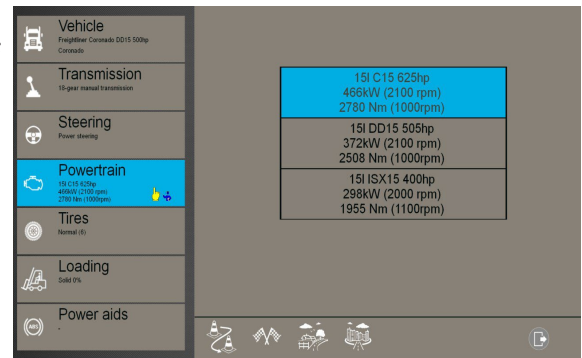 Vehicle
Freightliner Coronado DD15 500hp
Coronado
Transmission
18-gear manual transmission
Steering
Power steering
Powertrain
15l C15 625hp
466kW (2100 rpm)
2780 Nm (1000rpm)
Tires
Normal (6)
Loading
Solid 0%
Power aids
-
ABS
15l C15 625hp
466kW (2100 rpm)
2780 Nm (1000rpm)
15l DD15 505hp
372kW (2100 rpm)
2508 Nm (1000rpm)
15l ISX15 400hp
298kW (2000 rpm)
1955 Nm (1100rpm)